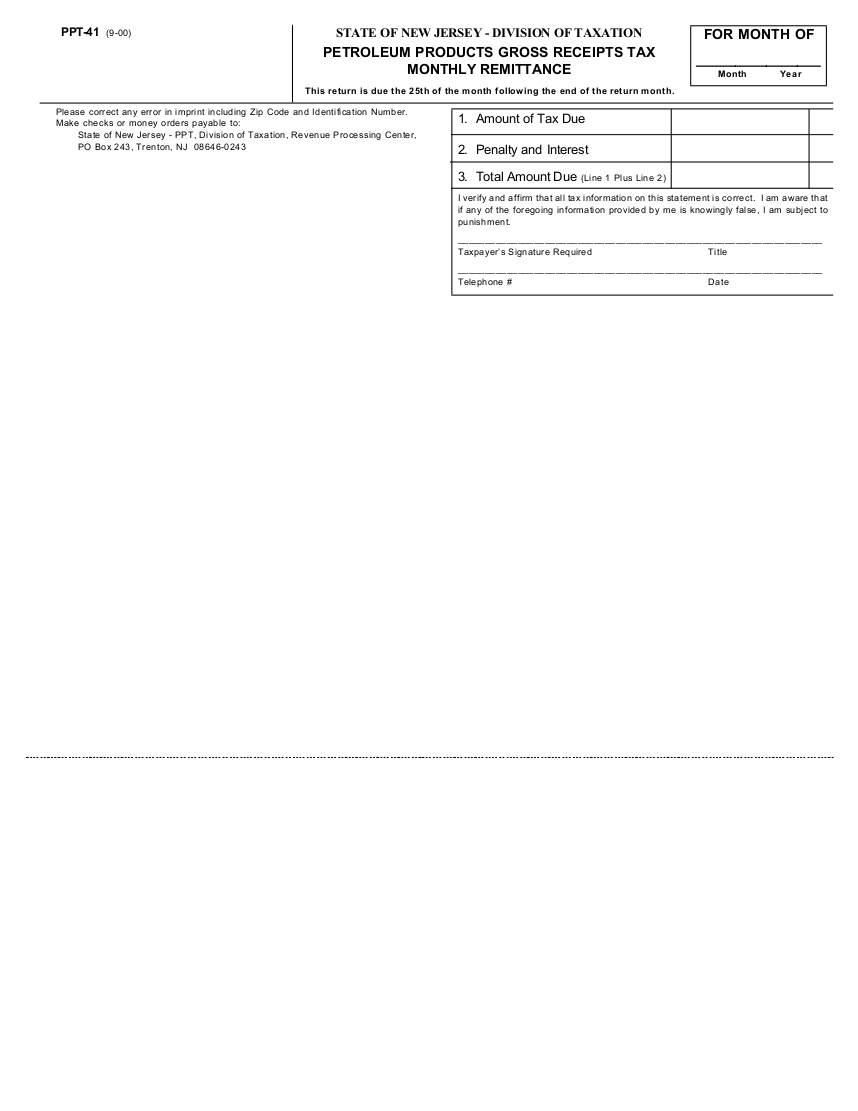 PPT-41 (9-00)
STATE OF NEW JERSEY - DIVISION OF TAXATION
PETROLEUM PRODUCTS GROSS RECEIPTS TAX
MONTHLY REMITTANCE
This return is due the 25th of the month following the end of the return month.
FOR MONTH OF
Month Year
Please correct any error in imprint including Zip Code and Identification Number.
Make checks or money orders payable to:
State of New Jersey - PPT, Division of Taxation, Revenue Processing Center,
PO Box 243, Trenton, NJ 08646-0243
1. Amount of Tax Due
2. Penalty and Interest
3. Total Amount Due (Line 1 Plus Line 2)
I verify and affirm that all tax information on this statement is correct. I am aware that
if any of the foregoing information provided by me is knowingly false, I am subject to
punishment.
Taxpayer's Signature Required Title
Telephone # Date